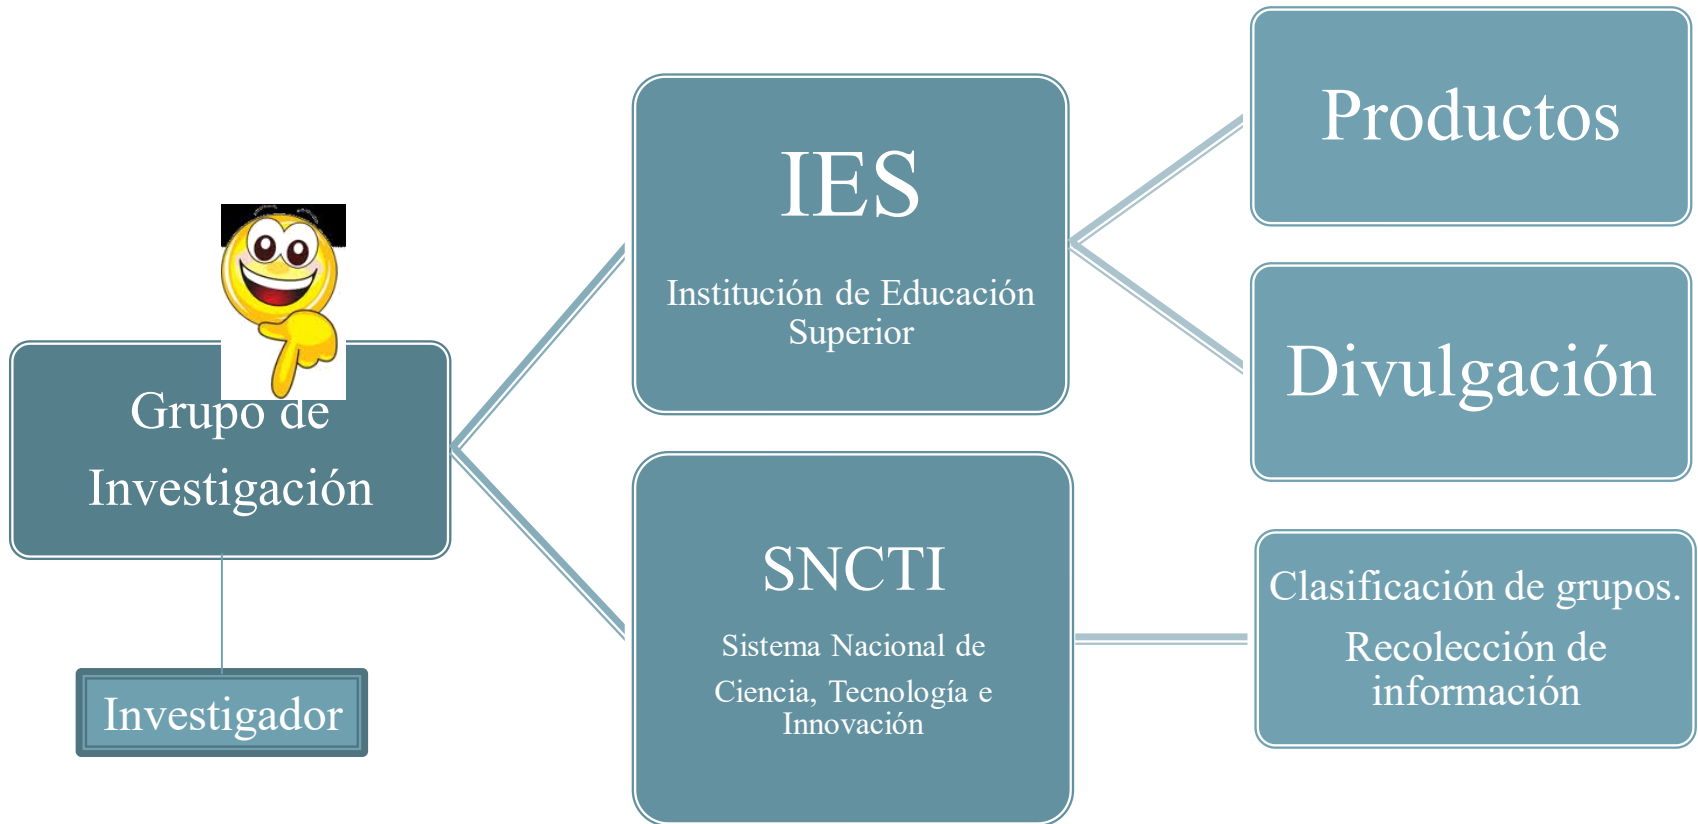 Grupo de
Investigación
Investigador
IES
Institución de Educación
Superior
SNCTI
Sistema Nacional de
Ciencia, Tecnología e
Innovación
Productos
Divulgación
Clasificación de grupos.
Recolección de
información